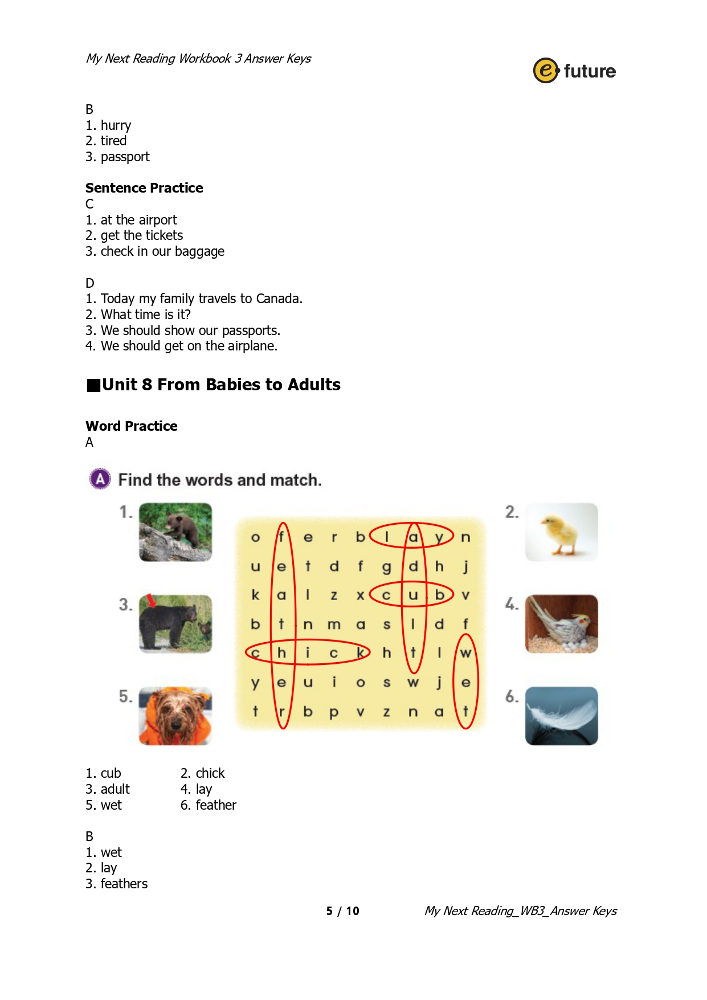 My Next Reading Workbook 3 Answer Keys
e future
B
1. hurry
2. tired
3. passport
Sentence Practice
C
1. at the airport
2. get the tickets
3. check in our baggage
D
1. Today my family travels to Canada.
2. What time is it?
3. We should show our passports.
4. We should get on the airplane.
■Unit 8 From Babies to Adults
Word Practice
A
A Find the words and match.
1. 2.
o f e r b l a y n
u e t d f g d h j
k a l z x c u b v
3. 4.
b t n m a s l d f
c h i c k h t l w
y e u i o s w j e
5. 6.
t r b p v z n a t
1. cub 2. chick
3. adult 4. lay
5. wet 6. feather
B
1. wet
2. lay
3. feathers
5 / 10 My Next Reading_WB3_Answer Keys